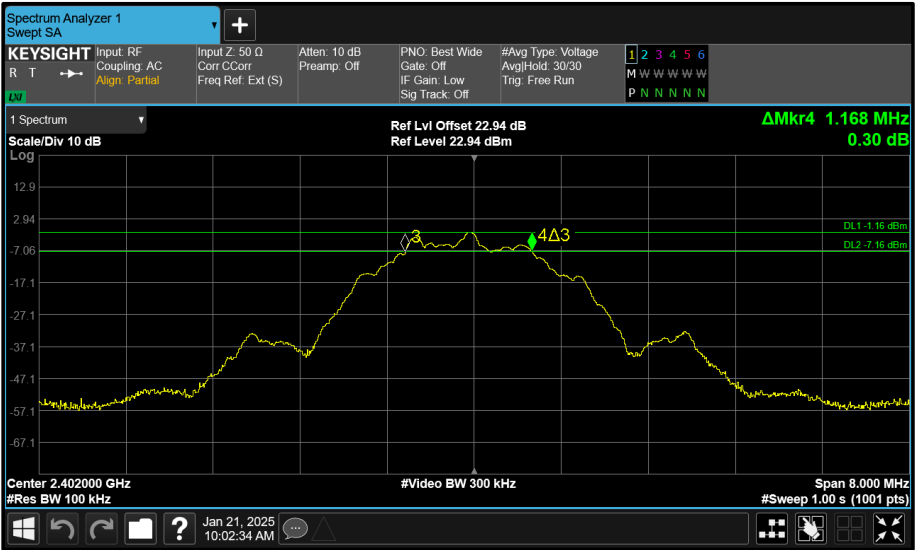 Spectrum Analyzer 1
Swept SA
+
KEYSIGHT
R T
LXI
Input: RF
Coupling: AC
Align: Partial
Input Z: 50 Ω
Corr CCorr
Freq Ref: Ext (S)
Atten: 10 dB
Preamp: Off
PNO: Best Wide
Gate: Off
IF Gain: Low
Sig Track: Off
#Avg Type: Voltage
Avg|Hold: 30/30
Trig: Free Run
1 2 3 4 5 6
M W W W W W
P N N N N N
1 Spectrum
Scale/Div 10 dB
Ref Lvl Offset 22.94 dB
Ref Level 22.94 dBm
ΔMkr4 1.168 MHz
0.30 dB
Log
12.9
2.94
-7.06
-17.1
-27.1
-37.1
-47.1
-57.1
-67.1
3
4Δ3
DL1 -1.16 dBm
DL2 -7.16 dBm
Center 2.402000 GHz
#Video BW 300 kHz
Span 8.000 MHz
#Res BW 100 kHz
#Sweep 1.00 s (1001 pts)
?
Jan 21, 2025
10:02:34 AM